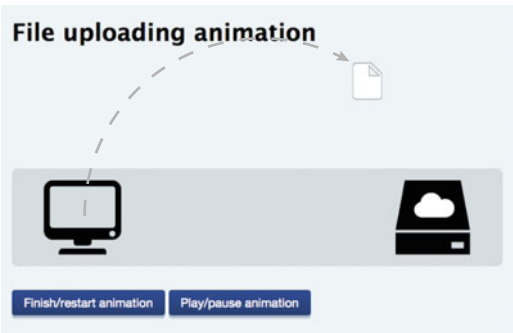 File uploading animation
Finish/restart animation
Play/pause animation